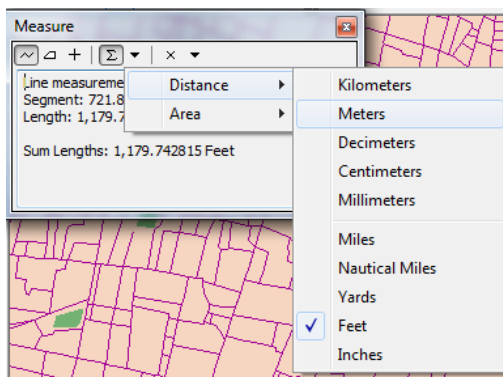 Measure
Line measureme
Segment: 721.8
Length: 1,179.7
Sum Lengths: 1,179.742815 Feet
Distance
Area
Kilometers
Meters
Decimeters
Centimeters
Millimeters
Miles
Nautical Miles
Yards
Feet
Inches